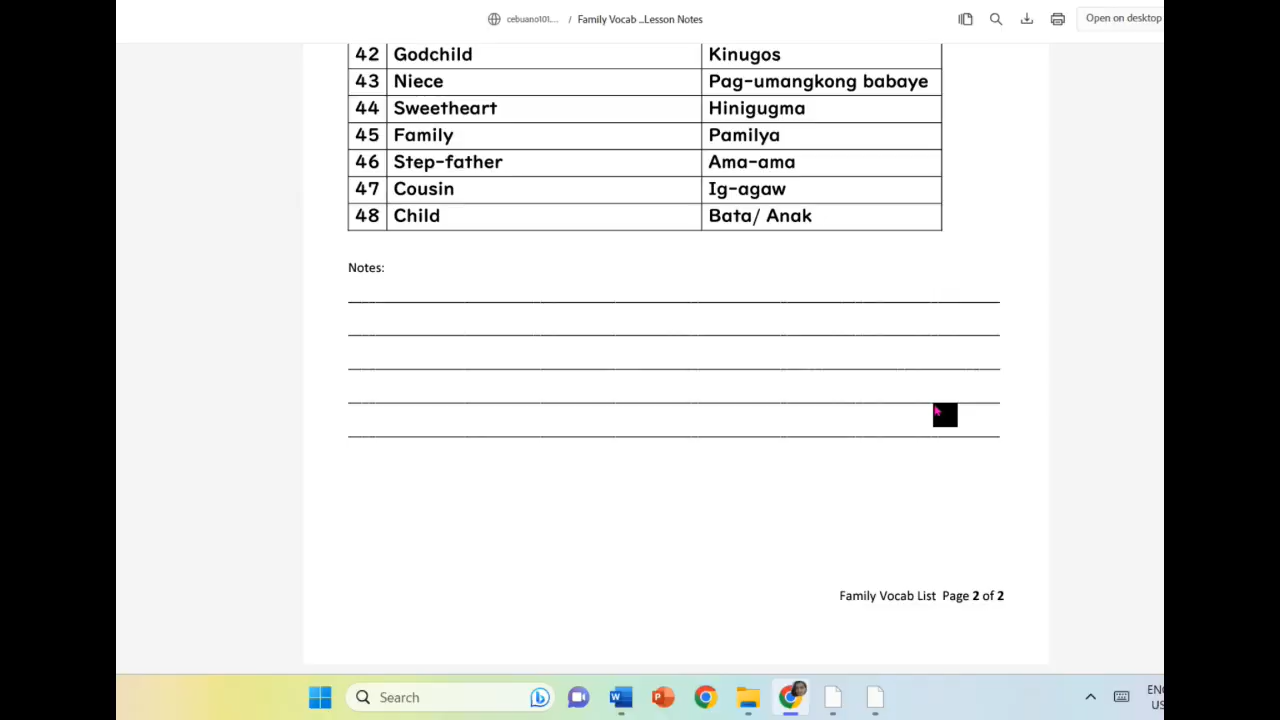 cebuano101.... / Family Vocab ...Lesson Notes Open on desktop
42 Godchild Kinugos
43 Niece Pag-umangkong babaye
44 Sweetheart Hinigugma
45 Family Pamilya
46 Step-father Ama-ama
47 Cousin Ig-agaw
48 Child Bata/ Anak
Notes:
Family Vocab List Page 2 of 2
Search
ENG
US